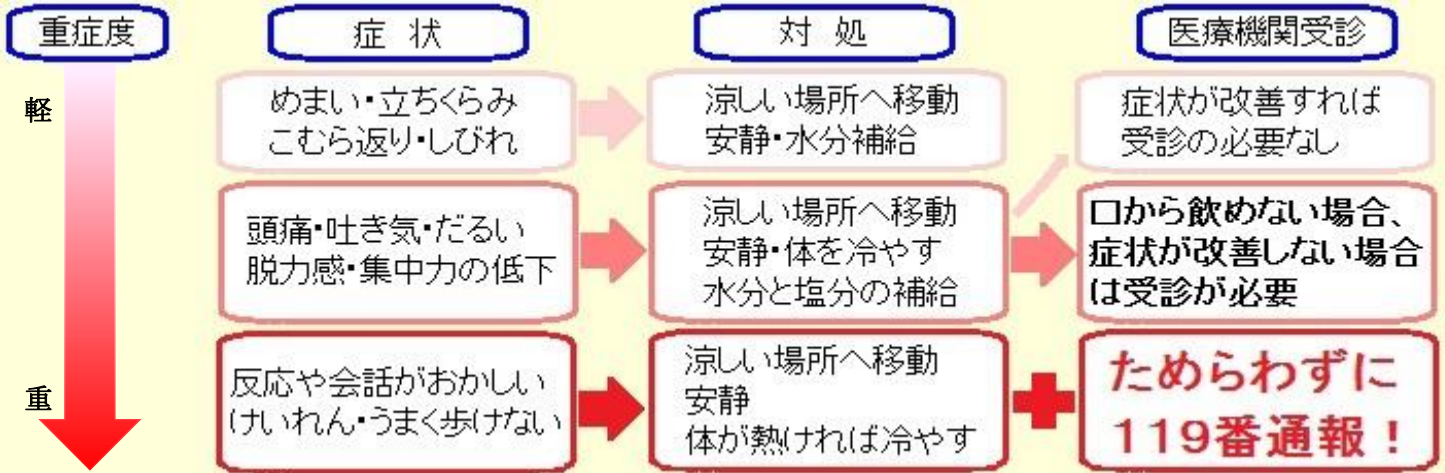 重症度
症 状
対 処
医療機関受診
軽
めまい・立ちくらみ
こむら返り・しびれ
涼しい場所へ移動
安静・水分補給
症状が改善すれば
受診の必要なし
頭痛・吐き気・だるい
脱力感・集中力の低下
涼しい場所へ移動
安静・体を冷やす
水分と塩分の補給
口から飲めない場合、
症状が改善しない場合
は受診が必要
重
反応や会話がおかしい
けいれん・うまく歩けない
涼しい場所へ移動
安静
体が熱ければ冷やす
ためらわずに
119番通報！